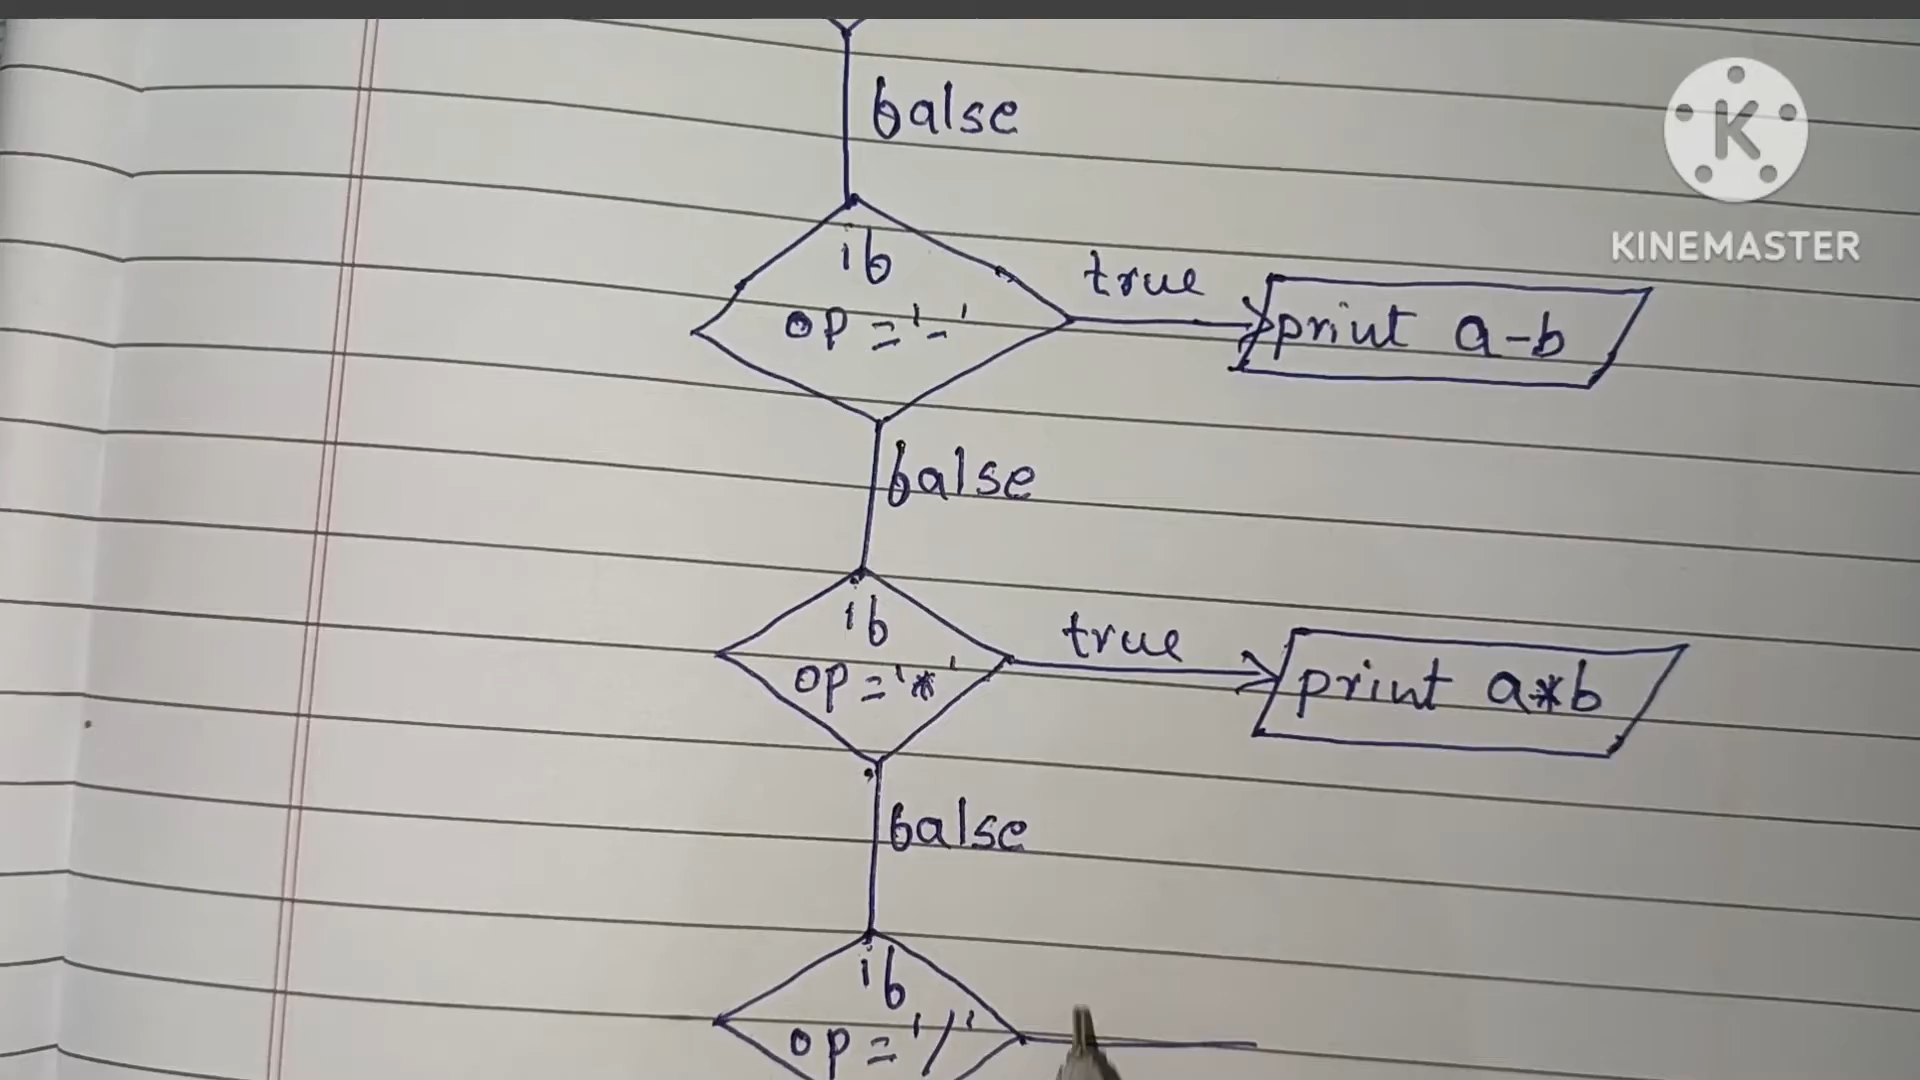 false
if
op = '-'
true
print a-b
false
if
op = '*'
true
print a*b
false
if
op = '/'
K
KINEMASTER